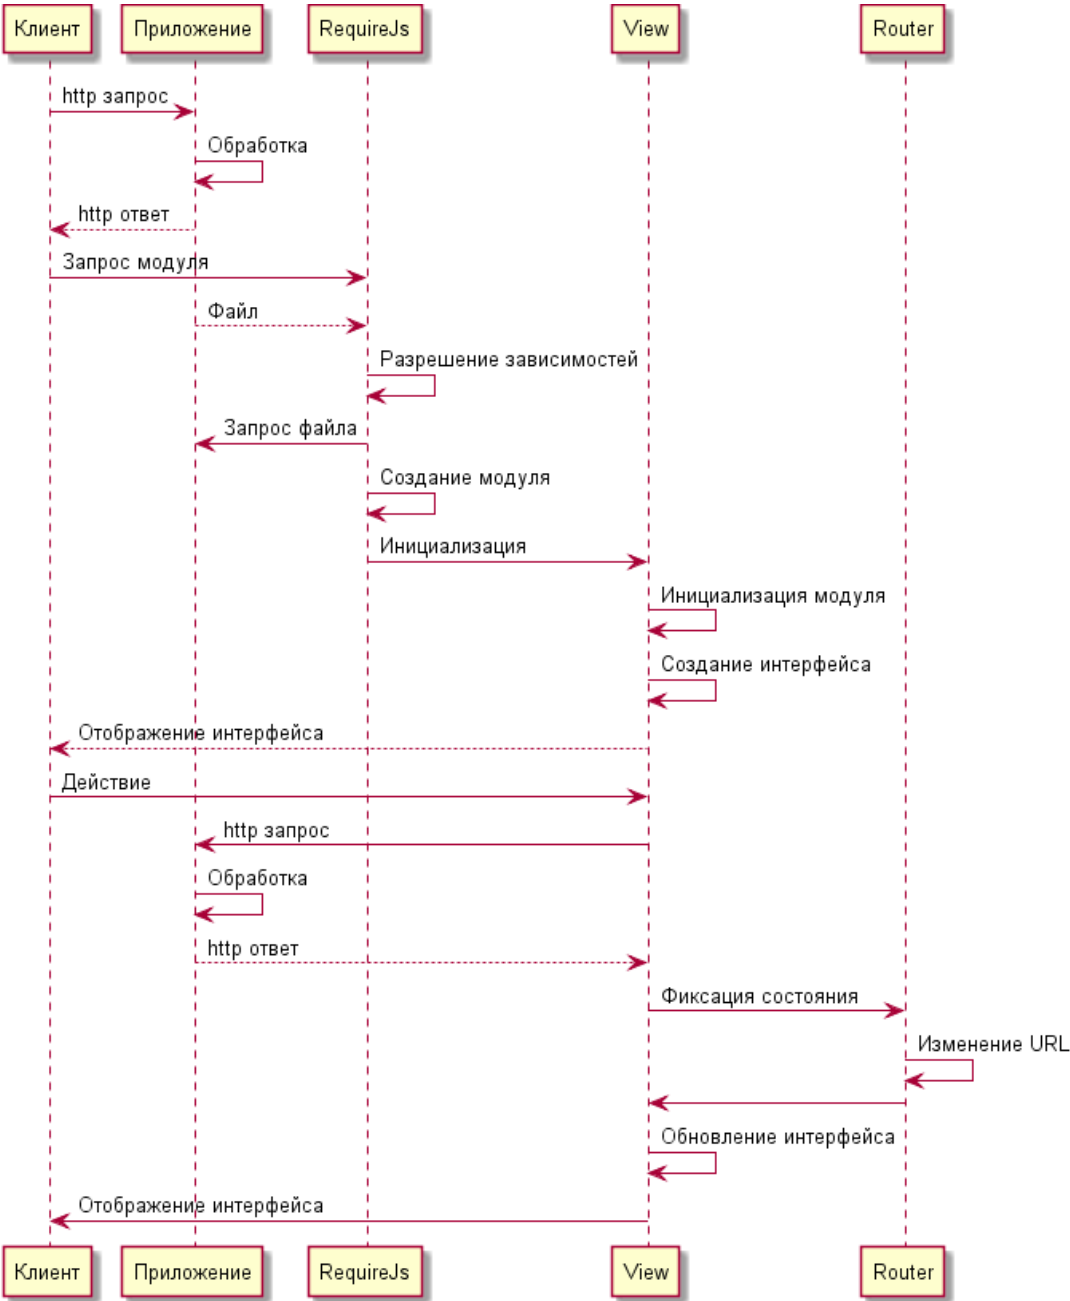 Клиент
Приложение
RequireJs
View
Router
http запрос
Обработка
http ответ
Запрос модуля
Файл
Разрешение зависимостей
Запрос файла
Создание модуля
Инициализация
Инициализация модуля
Создание интерфейса
Отображение интерфейса
Действие
http запрос
Обработка
http ответ
Фиксация состояния
Изменение URL
Обновление интерфейса
Отображение интерфейса
Клиент
Приложение
RequireJs
View
Router